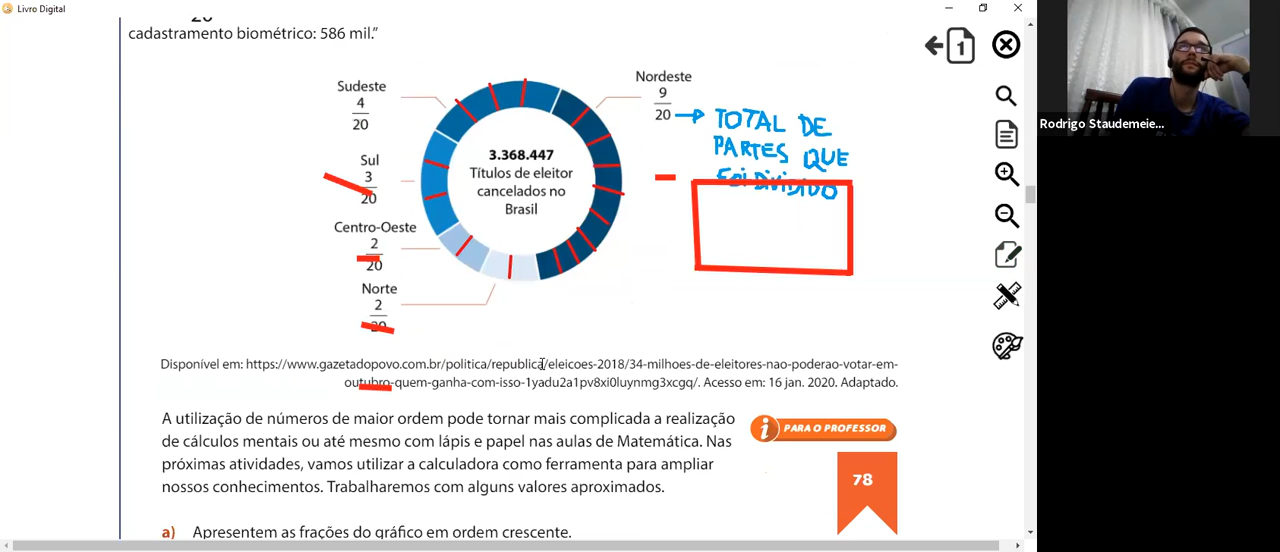 Livro Digital
20
cadastramento biométrico: 586 mil.”
Sudeste
4
20
Sul
3
20
Centro-Oeste
2
20
Norte
2
20
3.368.447
Títulos de eleitor
cancelados no
Brasil
Nordeste
9
20
TOTAL DE
PARTES QUE
FOI DIVIDIDO
1
Rodrigo Staudemeie...
Disponível em: https://www.gazetadopovo.com.br/politica/republica/eleicoes-2018/34-milhoes-de-eleitores-nao-poderao-votar-em-
outubro-quem-ganha-com-isso-1yadu2a1pv8xi0luynmg3xcgq/. Acesso em: 16 jan. 2020. Adaptado.
A utilização de números de maior ordem pode tornar mais complicada a realização
de cálculos mentais ou até mesmo com lápis e papel nas aulas de Matemática. Nas
próximas atividades, vamos utilizar a calculadora como ferramenta para ampliar
nossos conhecimentos. Trabalharemos com alguns valores aproximados.
i PARA O PROFESSOR
78
a) Apresentem as frações do gráfico em ordem crescente.